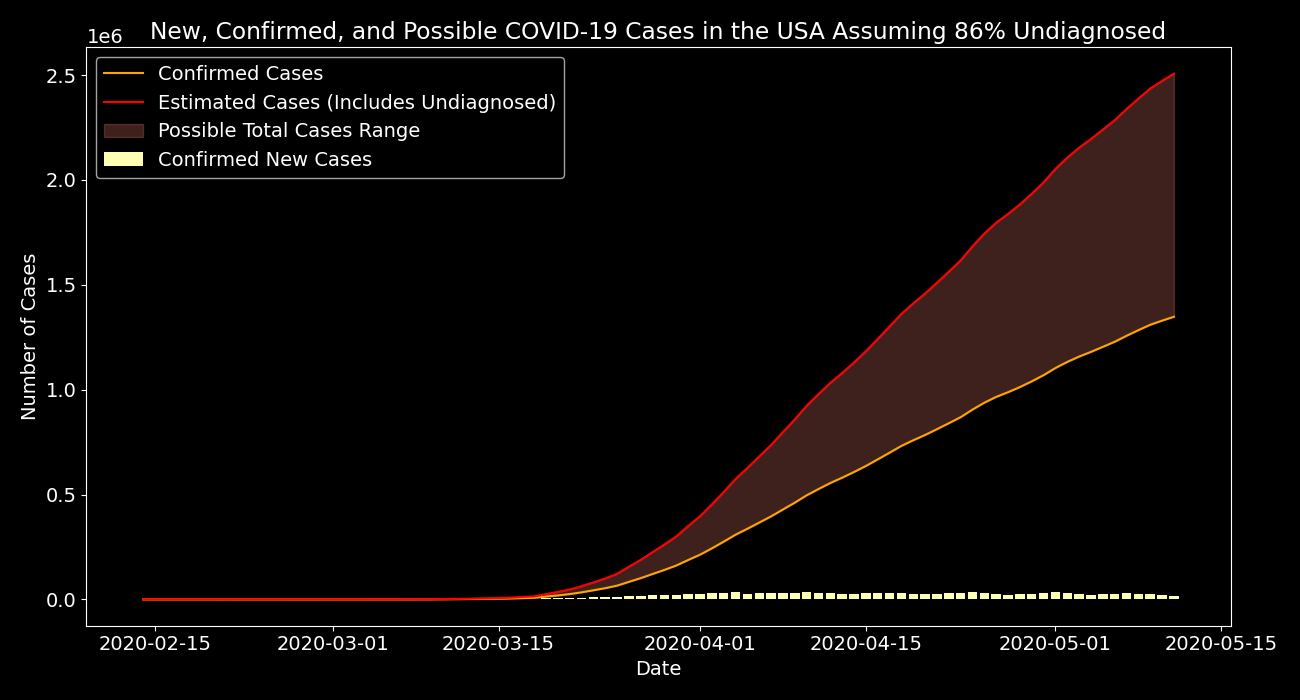 New, Confirmed, and Possible COVID-19 Cases in the USA Assuming 86% Undiagnosed
1e6
Confirmed Cases
Estimated Cases (Includes Undiagnosed)
Possible Total Cases Range
Confirmed New Cases
2.5
2.0
1.5
1.0
0.5
0.0
Number of Cases
2020-02-15 2020-03-01 2020-03-15 2020-04-01 2020-04-15 2020-05-01 2020-05-15
Date